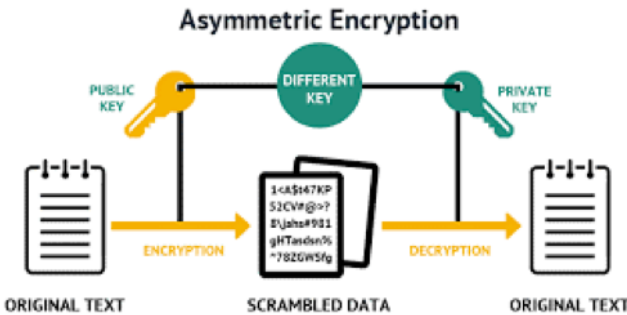 Asymmetric Encryption
PUBLIC
KEY
DIFFERENT
KEY
PRIVATE
KEY
1<A$t47KP
52CV#@>?
8\jahs#981
gHTasdsn%
^78ZGWSfg
ENCRYPTION
DECRYPTION
ORIGINAL TEXT
SCRAMBLED DATA
ORIGINAL TEXT